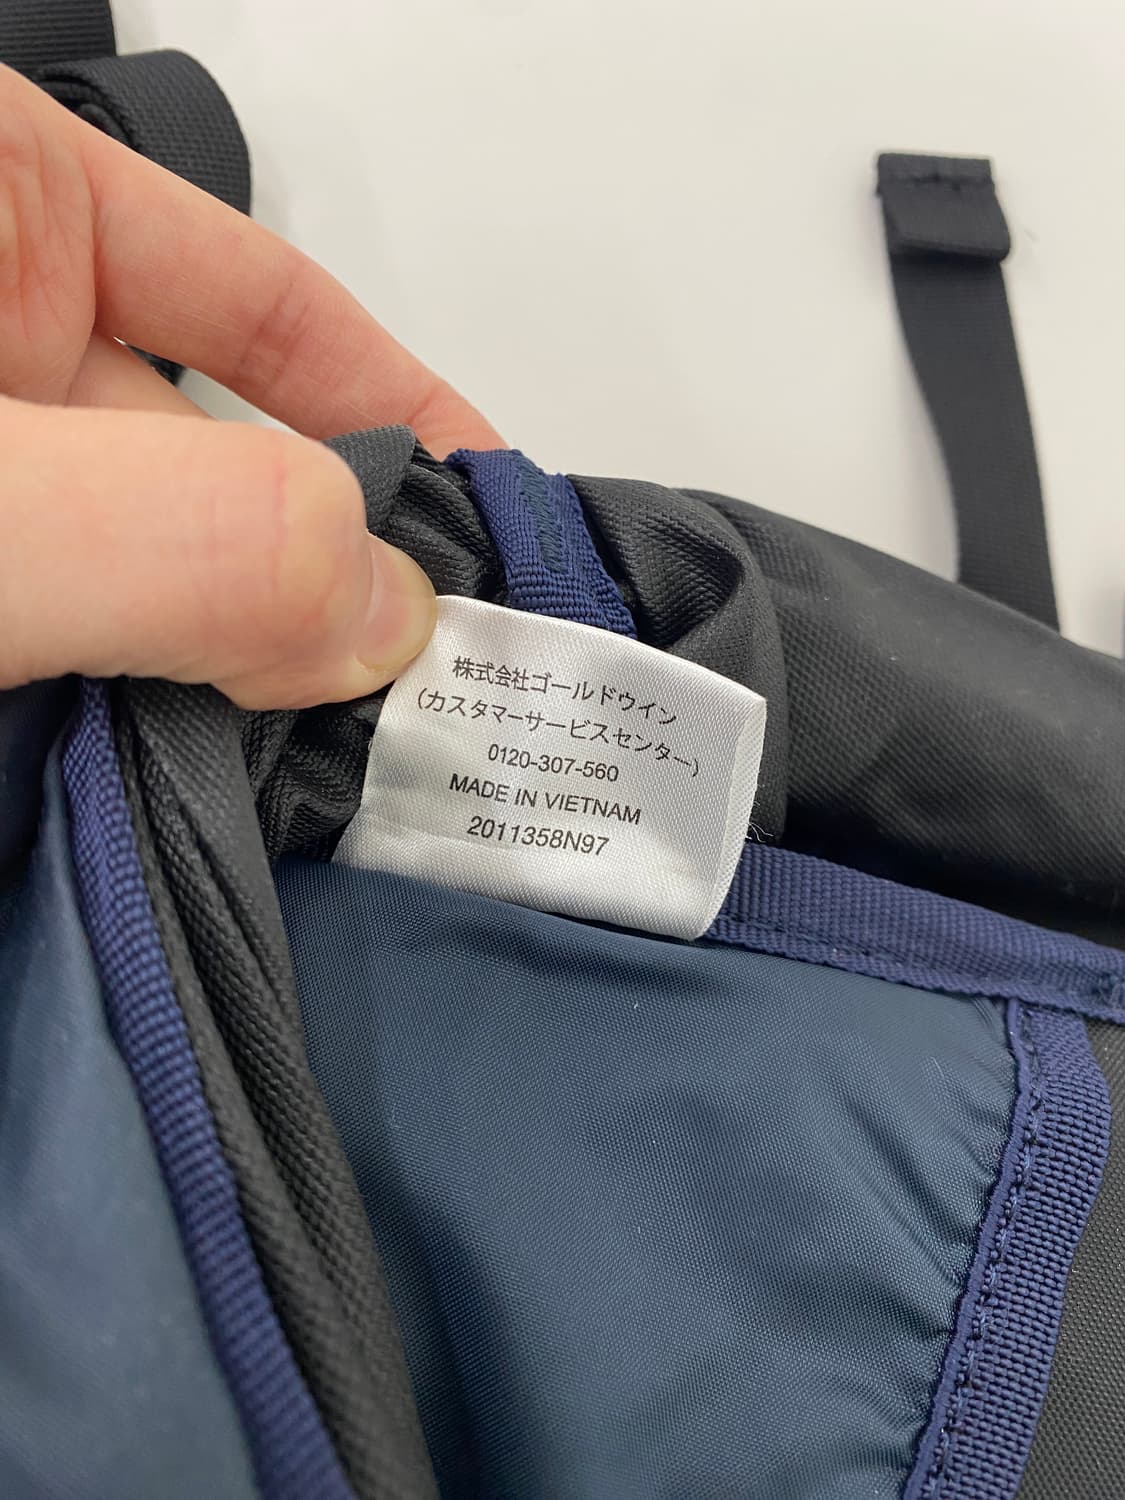 株式会社ゴールドウイン
(カスタマーサービスセンター)
0120-307-560
MADE IN VIETNAM
2011358N97